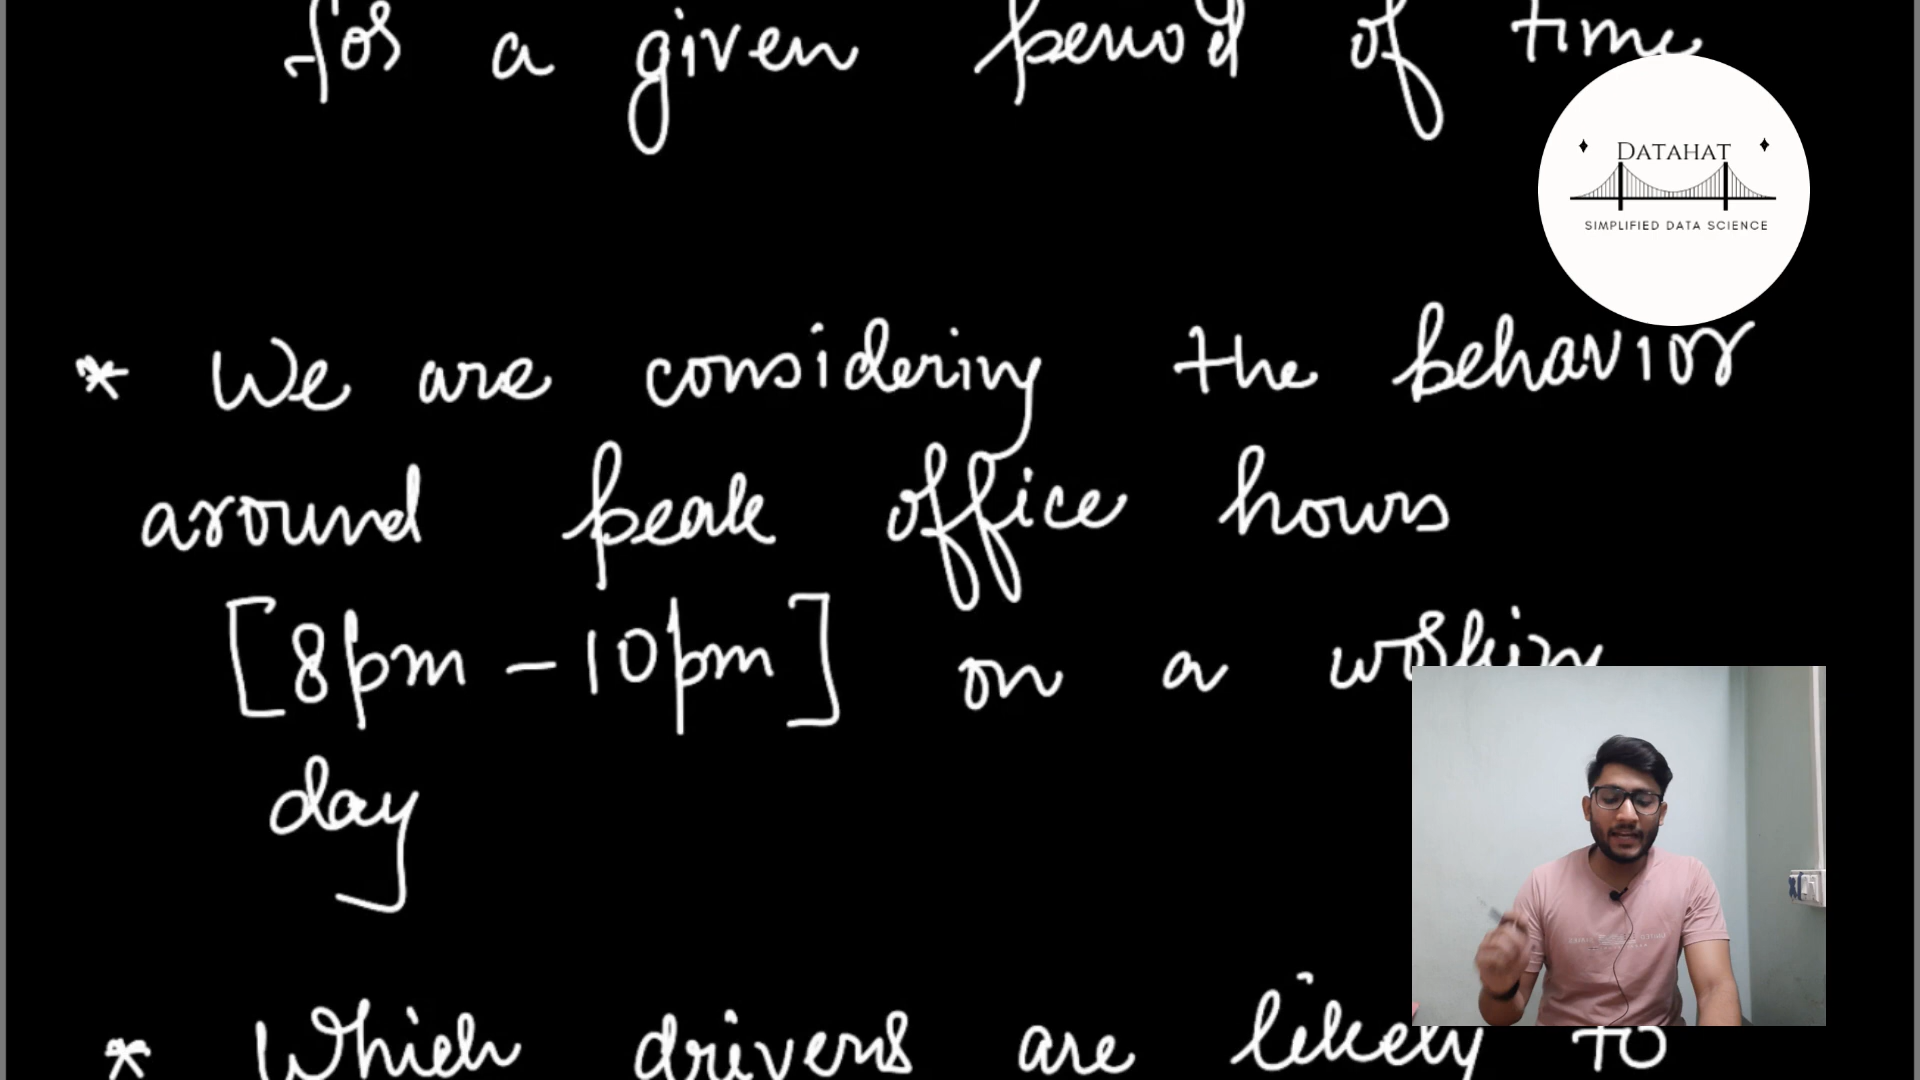 for a given period of time
DATAHAT
SIMPLIFIED DATA SCIENCE
* We are considering the behavior
around peak office hours
[8pm - 10pm] on a workin
day
* Which drivers are likely to